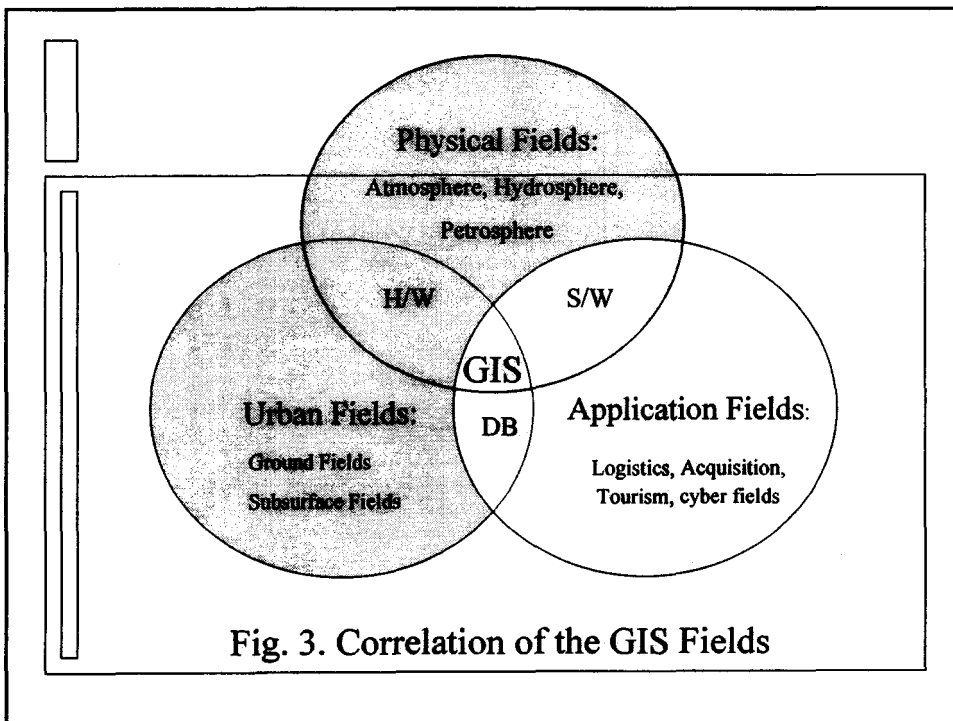 Physical Fields:
Atmosphere, Hydrosphere,
Petrosphere
H/W
S/W
GIS
Urban Fields:
Ground Fields
Subsurface Fields
DB
Application Fields:
Logistics, Acquisition,
Tourism, cyber fields
Fig. 3. Correlation of the GIS Fields